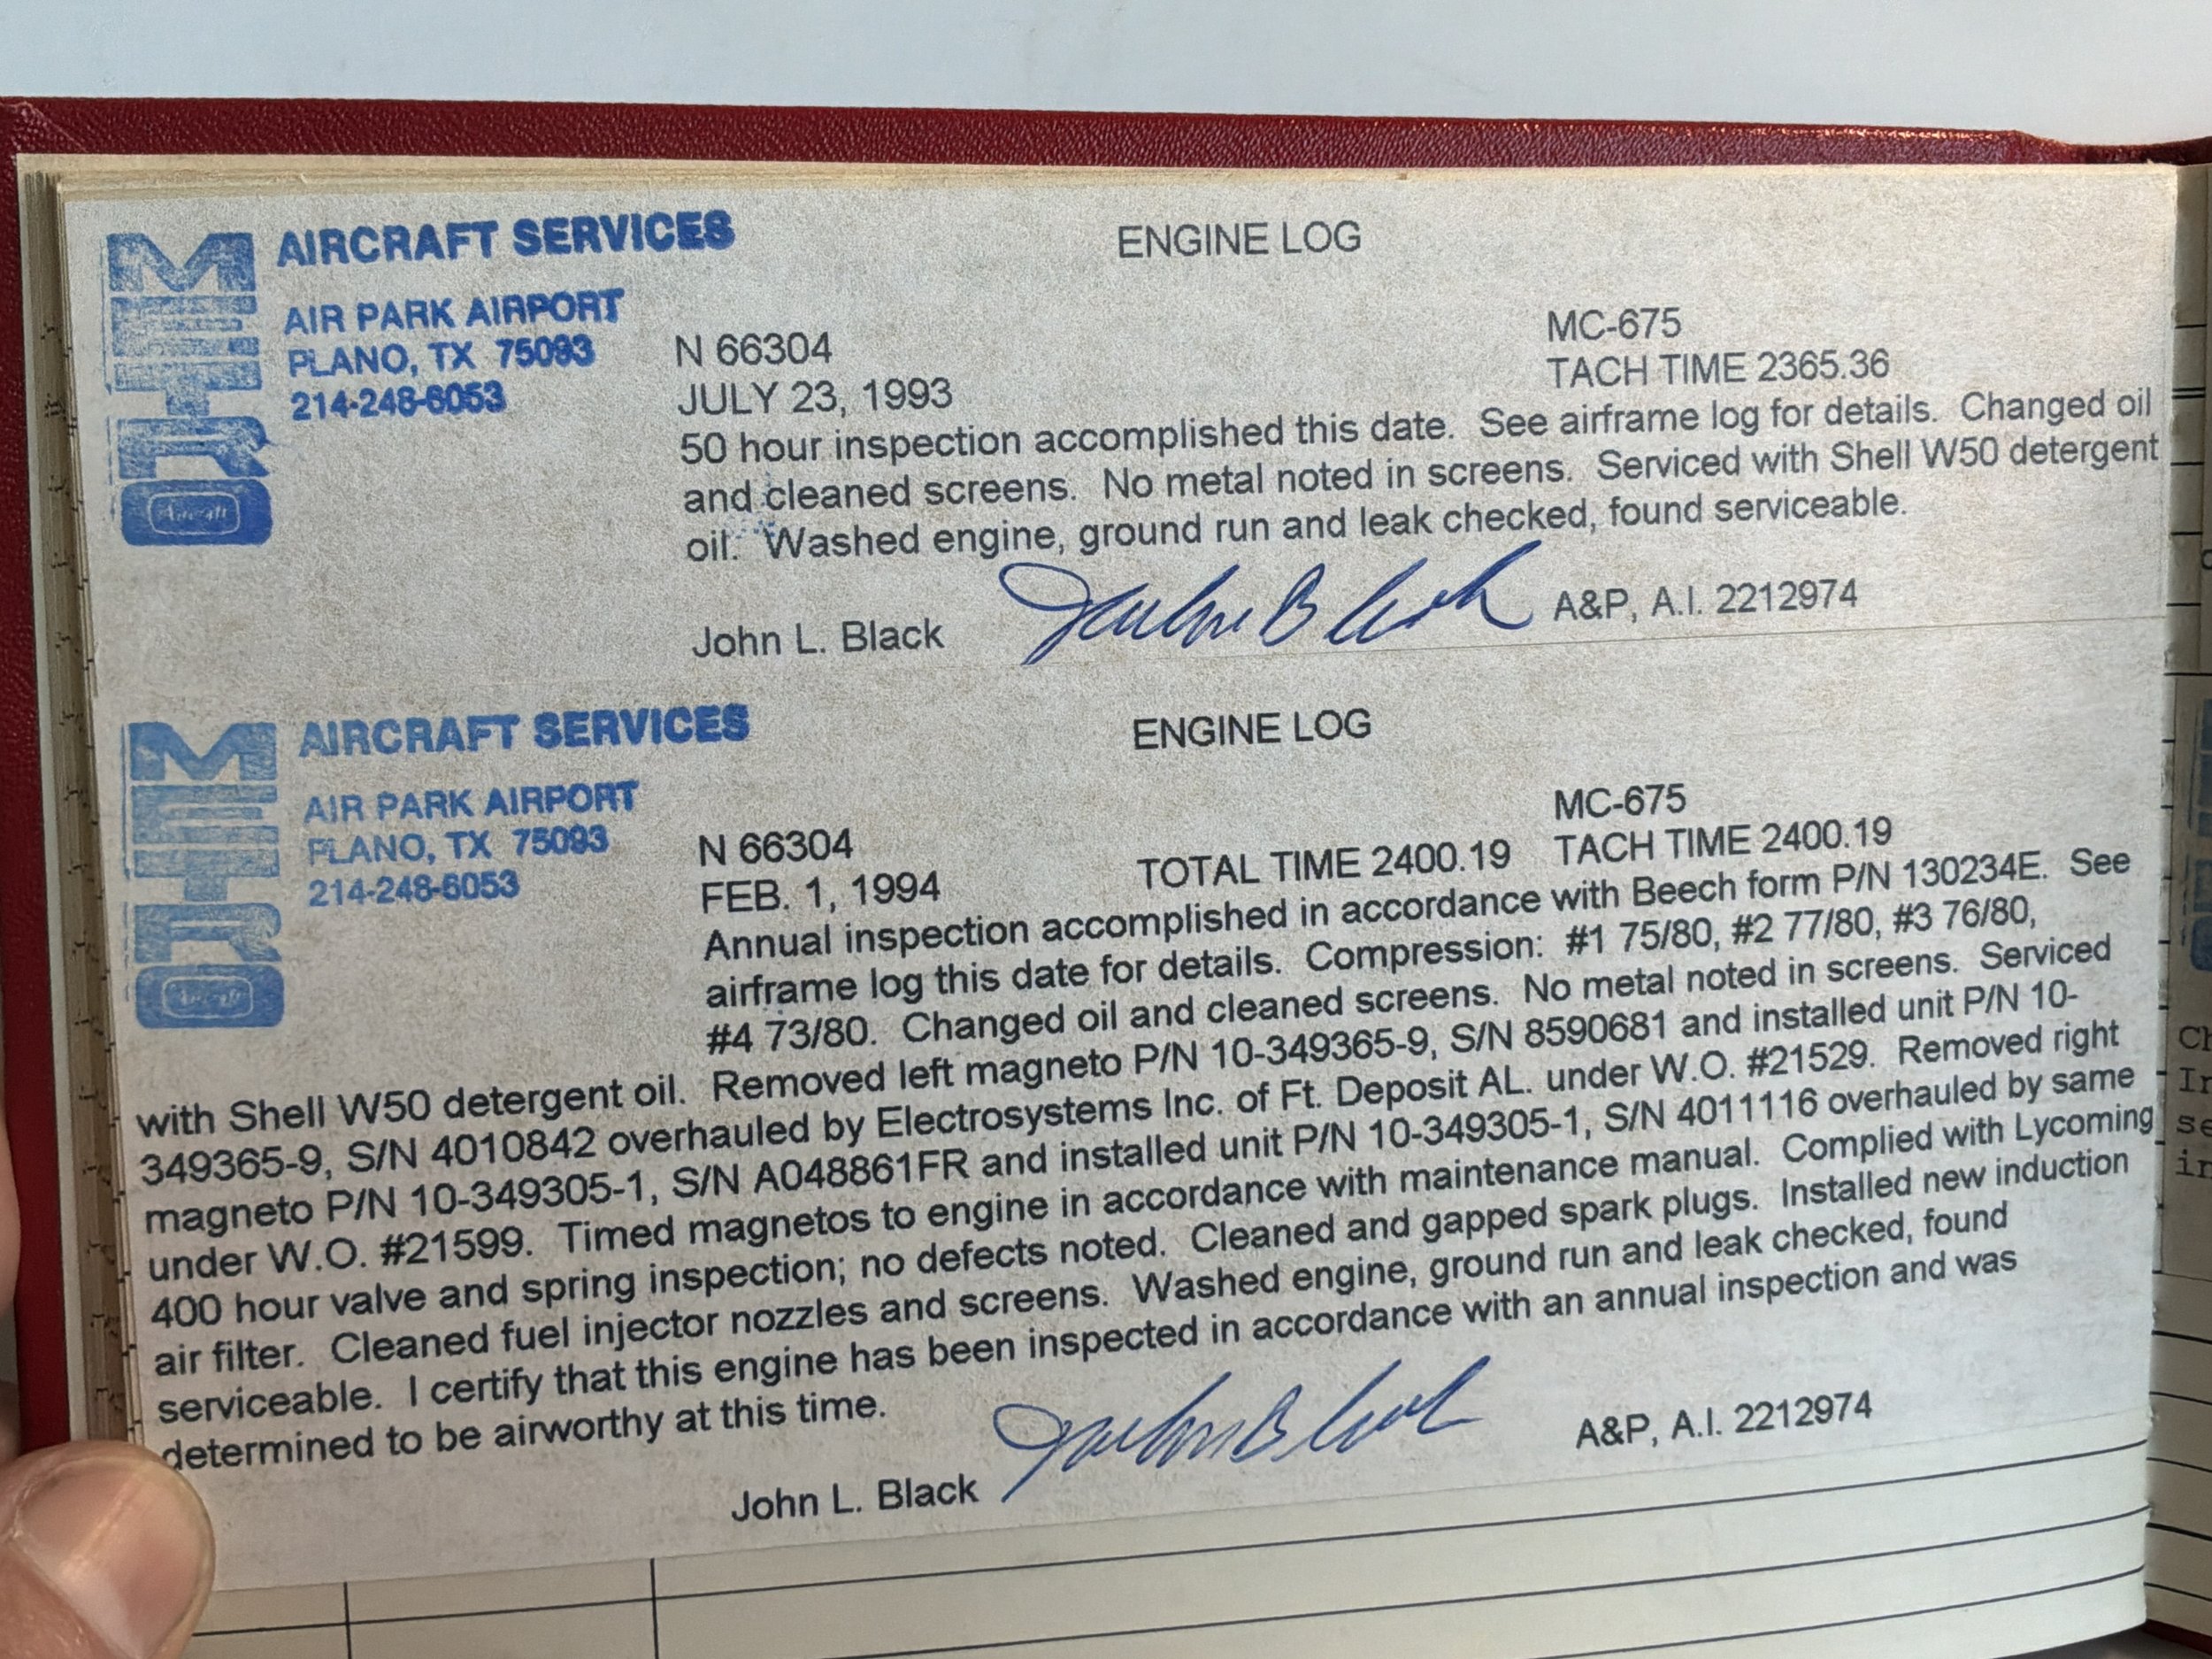 OHEM
AIRCRAFT SERVICES
AIR PARK AIRPORT
PLANO, TX 75093
214-248-6053
ENGINE LOG
N 66304
MC-675
JULY 23, 1993
TACH TIME 2365.36
50 hour inspection accomplished this date. See airframe log for details. Changed oil
and cleaned screens. No metal noted in screens. Serviced with Shell W50 detergent
oil. Washed engine, ground run and leak checked, found serviceable.
John L. Black
A&P, A.I. 2212974
AIRCRAFT SERVICES
AIR PARK AIRPORT
PLANO, TX 75093
214-248-6053
ENGINE LOG
MC-675
N 66304
FEB. 1, 1994
TOTAL TIME 2400.19 TACH TIME 2400.19
Annual inspection accomplished in accordance with Beech form P/N 130234E. See
airframe log this date for details. Compression: #1 75/80, #2 77/80, #3 76/80,
#4 73/80. Changed oil and cleaned screens. No metal noted in screens. Serviced
with Shell W50 detergent oil. Removed left magneto P/N 10-349365-9, S/N 8590681 and installed unit P/N 10-
349365-9, S/N 4010842 overhauled by Electrosystems Inc. of Ft. Deposit AL. under W.O. #21529. Removed right
magneto P/N 10-349305-1, S/N A048861FR and installed unit P/N 10-349305-1, S/N 4011116 overhauled by same
under W.O. #21599. Timed magnetos to engine in accordance with maintenance manual. Complied with Lycoming
400 hour valve and spring inspection; no defects noted. Cleaned and gapped spark plugs. Installed new induction
air filter. Cleaned fuel injector nozzles and screens. Washed engine, ground run and leak checked, found
serviceable. I certify that this engine has been inspected in accordance with an annual inspection and was
determined to be airworthy at this time.
John L. Black
A&P, A.I. 2212974